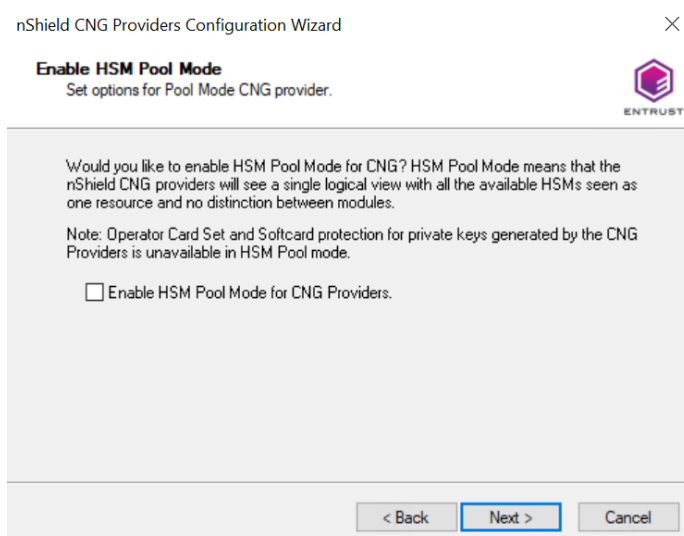 nShield CNG Providers Configuration Wizard
Enable HSM Pool Mode
Set options for Pool Mode CNG provider.
ENTRUST
Would you like to enable HSM Pool Mode for CNG? HSM Pool Mode means that the
nShield CNG providers will see a single logical view with all the available HSMs seen as
one resource and no distinction between modules.
Note: Operator Card Set and Softcard protection for private keys generated by the CNG
Providers is unavailable in HSM Pool mode.
Enable HSM Pool Mode for CNG Providers.
< Back Next > Cancel